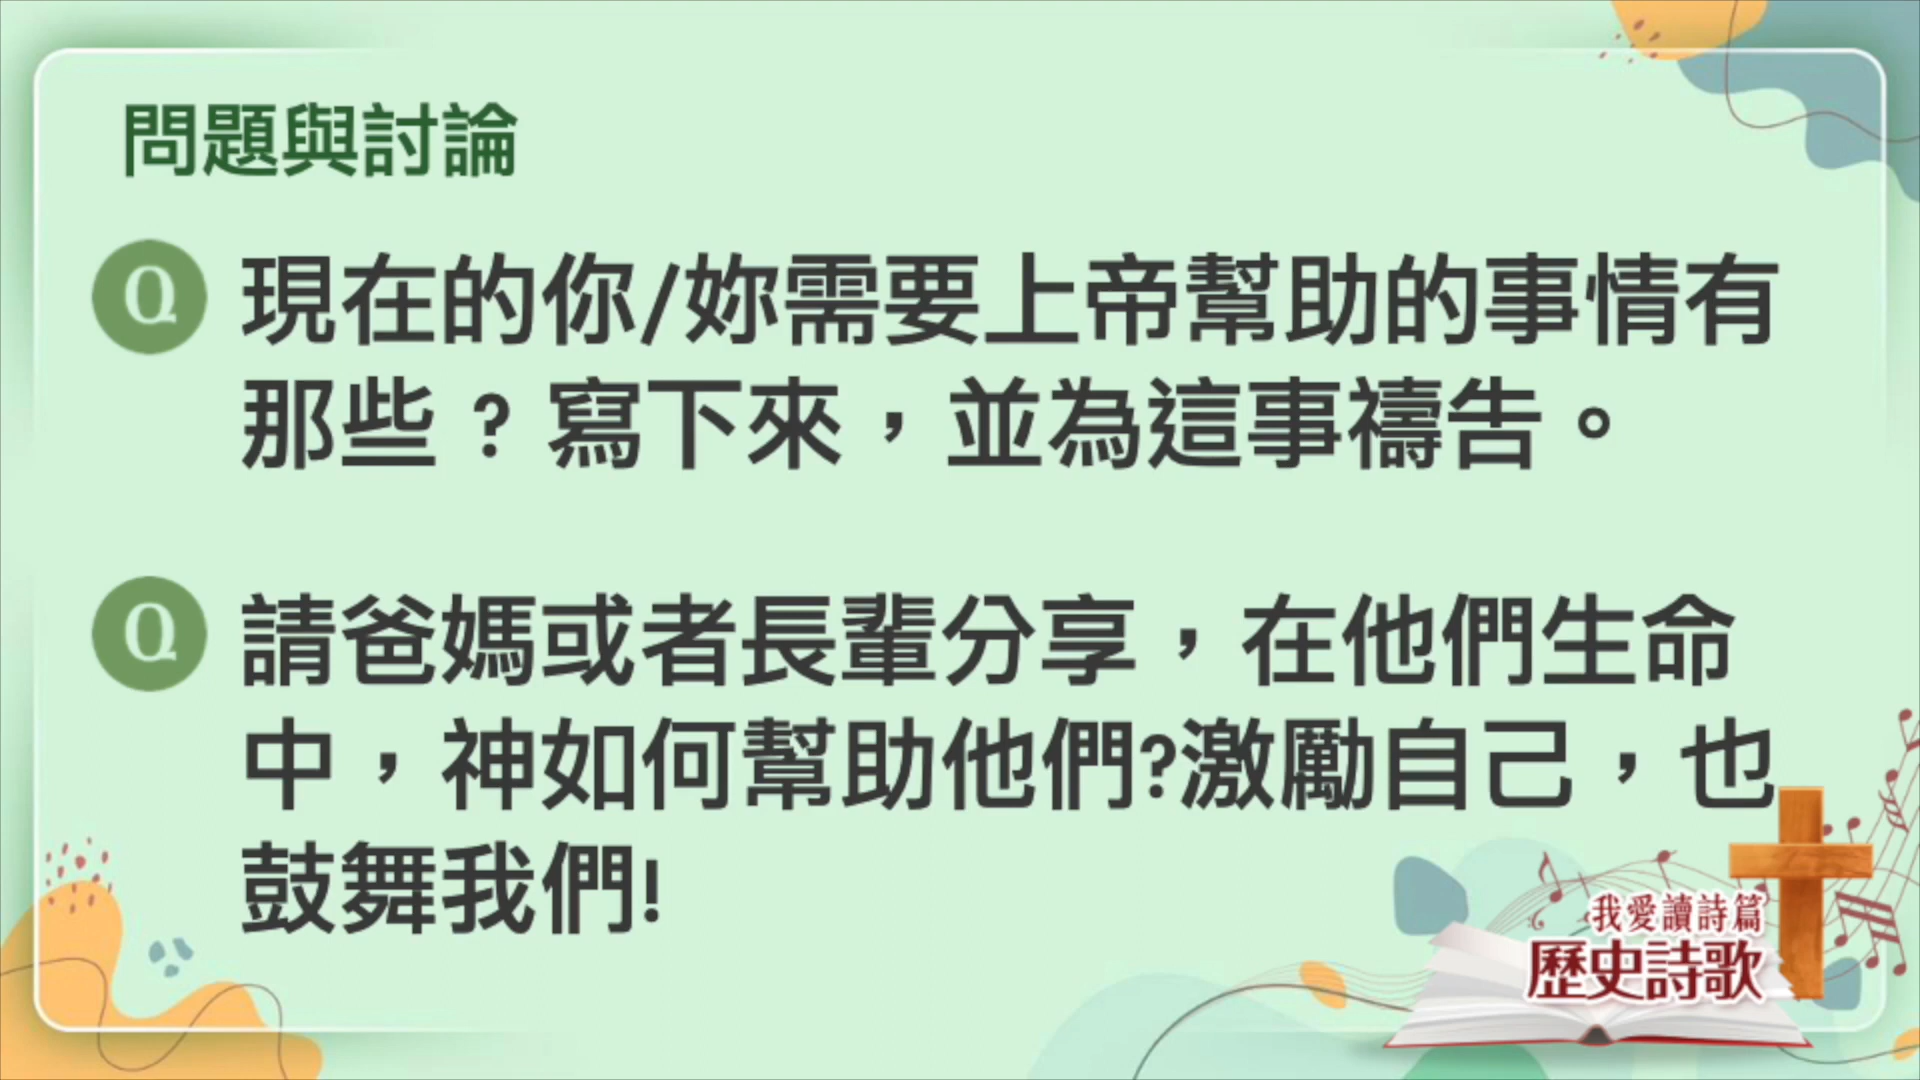 問題與討論
Q 現在的你/妳需要上帝幫助的事情有
那些?寫下來,並為這事禱告。
Q 請爸媽或者長輩分享,在他們生命
中,神如何幫助他們?激勵自己,也
鼓舞我們!
我愛讀詩篇
歷史詩歌